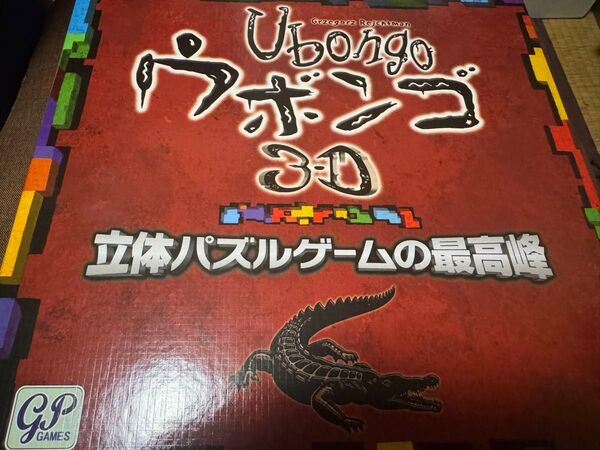 Grzegorz Rejchtman
Ubongo
ウボンゴ
3-D
立体パズルゲームの最高峰
GP
GAMES